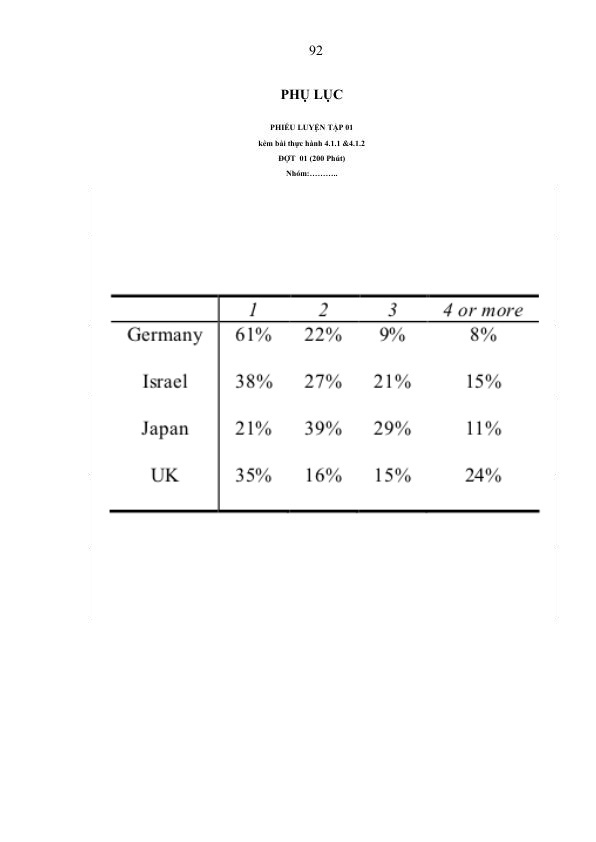 92
PHỤ LỤC
PHIẾU LUYỆN TẬP 01
kèm bài thực hành 4.1.1 &4.1.2
ĐỢT 01 (200 Phút)
Nhóm:………..
1 2 3 4 or more
Germany 61% 22% 9% 8%
Israel 38% 27% 21% 15%
Japan 21% 39% 29% 11%
UK 35% 16% 15% 24%